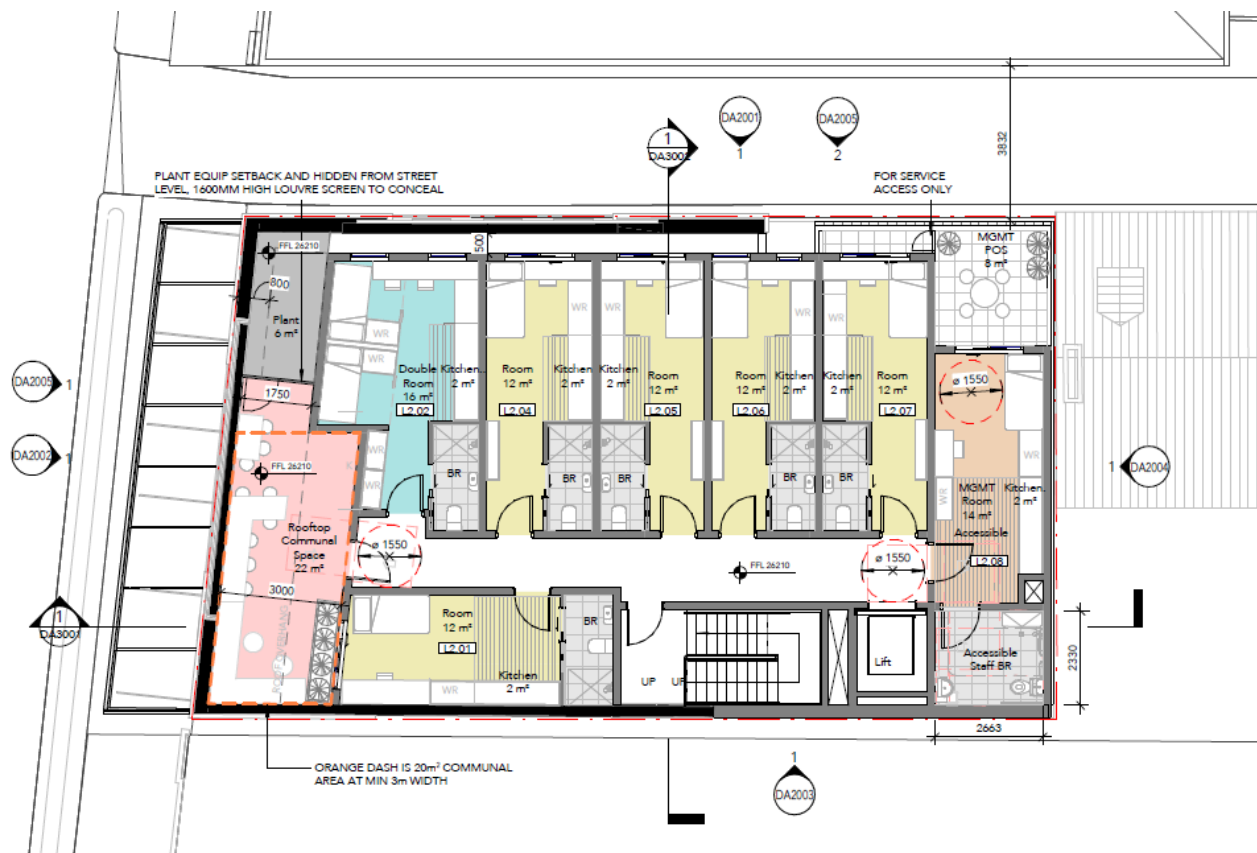 DA2001
1
DA2005
2
1
DA3002
3832
PLANT EQUIP SETBACK AND HIDDEN FROM STREET
LEVEL, 1600MM HIGH LOUVRE SCREEN TO CONCEAL
FOR SERVICE
ACCESS ONLY
FFL 26210
500
MGMT
POS
8 m²
800
Plant
6 m²
WR
WR
Double
Room
16 m²
L2.02
Kitchen
2 m²
WR
Room
12 m²
L2.04
Kitchen
2 m²
WR
Kitchen
2 m²
Room
12 m²
L2.05
WR
Room
12 m²
L2.06
Kitchen
2 m²
WR
Kitchen
2 m²
Room
12 m²
L2.07
WR
DA2005
1
1750
ø 1550
DA2002
1
FFL 26210
WR
WR
BR
BR
BR
BR
BR
WR
WR
MGMT
Room
14 m²
Accessible
L2.08
Kitchen
2 m²
1
DA2004
Rooftop
Communal
Space
22 m²
ø 1550
FFL 26210
ø 1550
3000
1
DA3001
Room
12 m²
L2.01
WR
Kitchen
2 m²
BR
UP
UP
Lift
Accessible
Staff BR
2330
2663
ORANGE DASH IS 20m² COMMUNAL
AREA AT MIN 3m WIDTH
1
DA2003